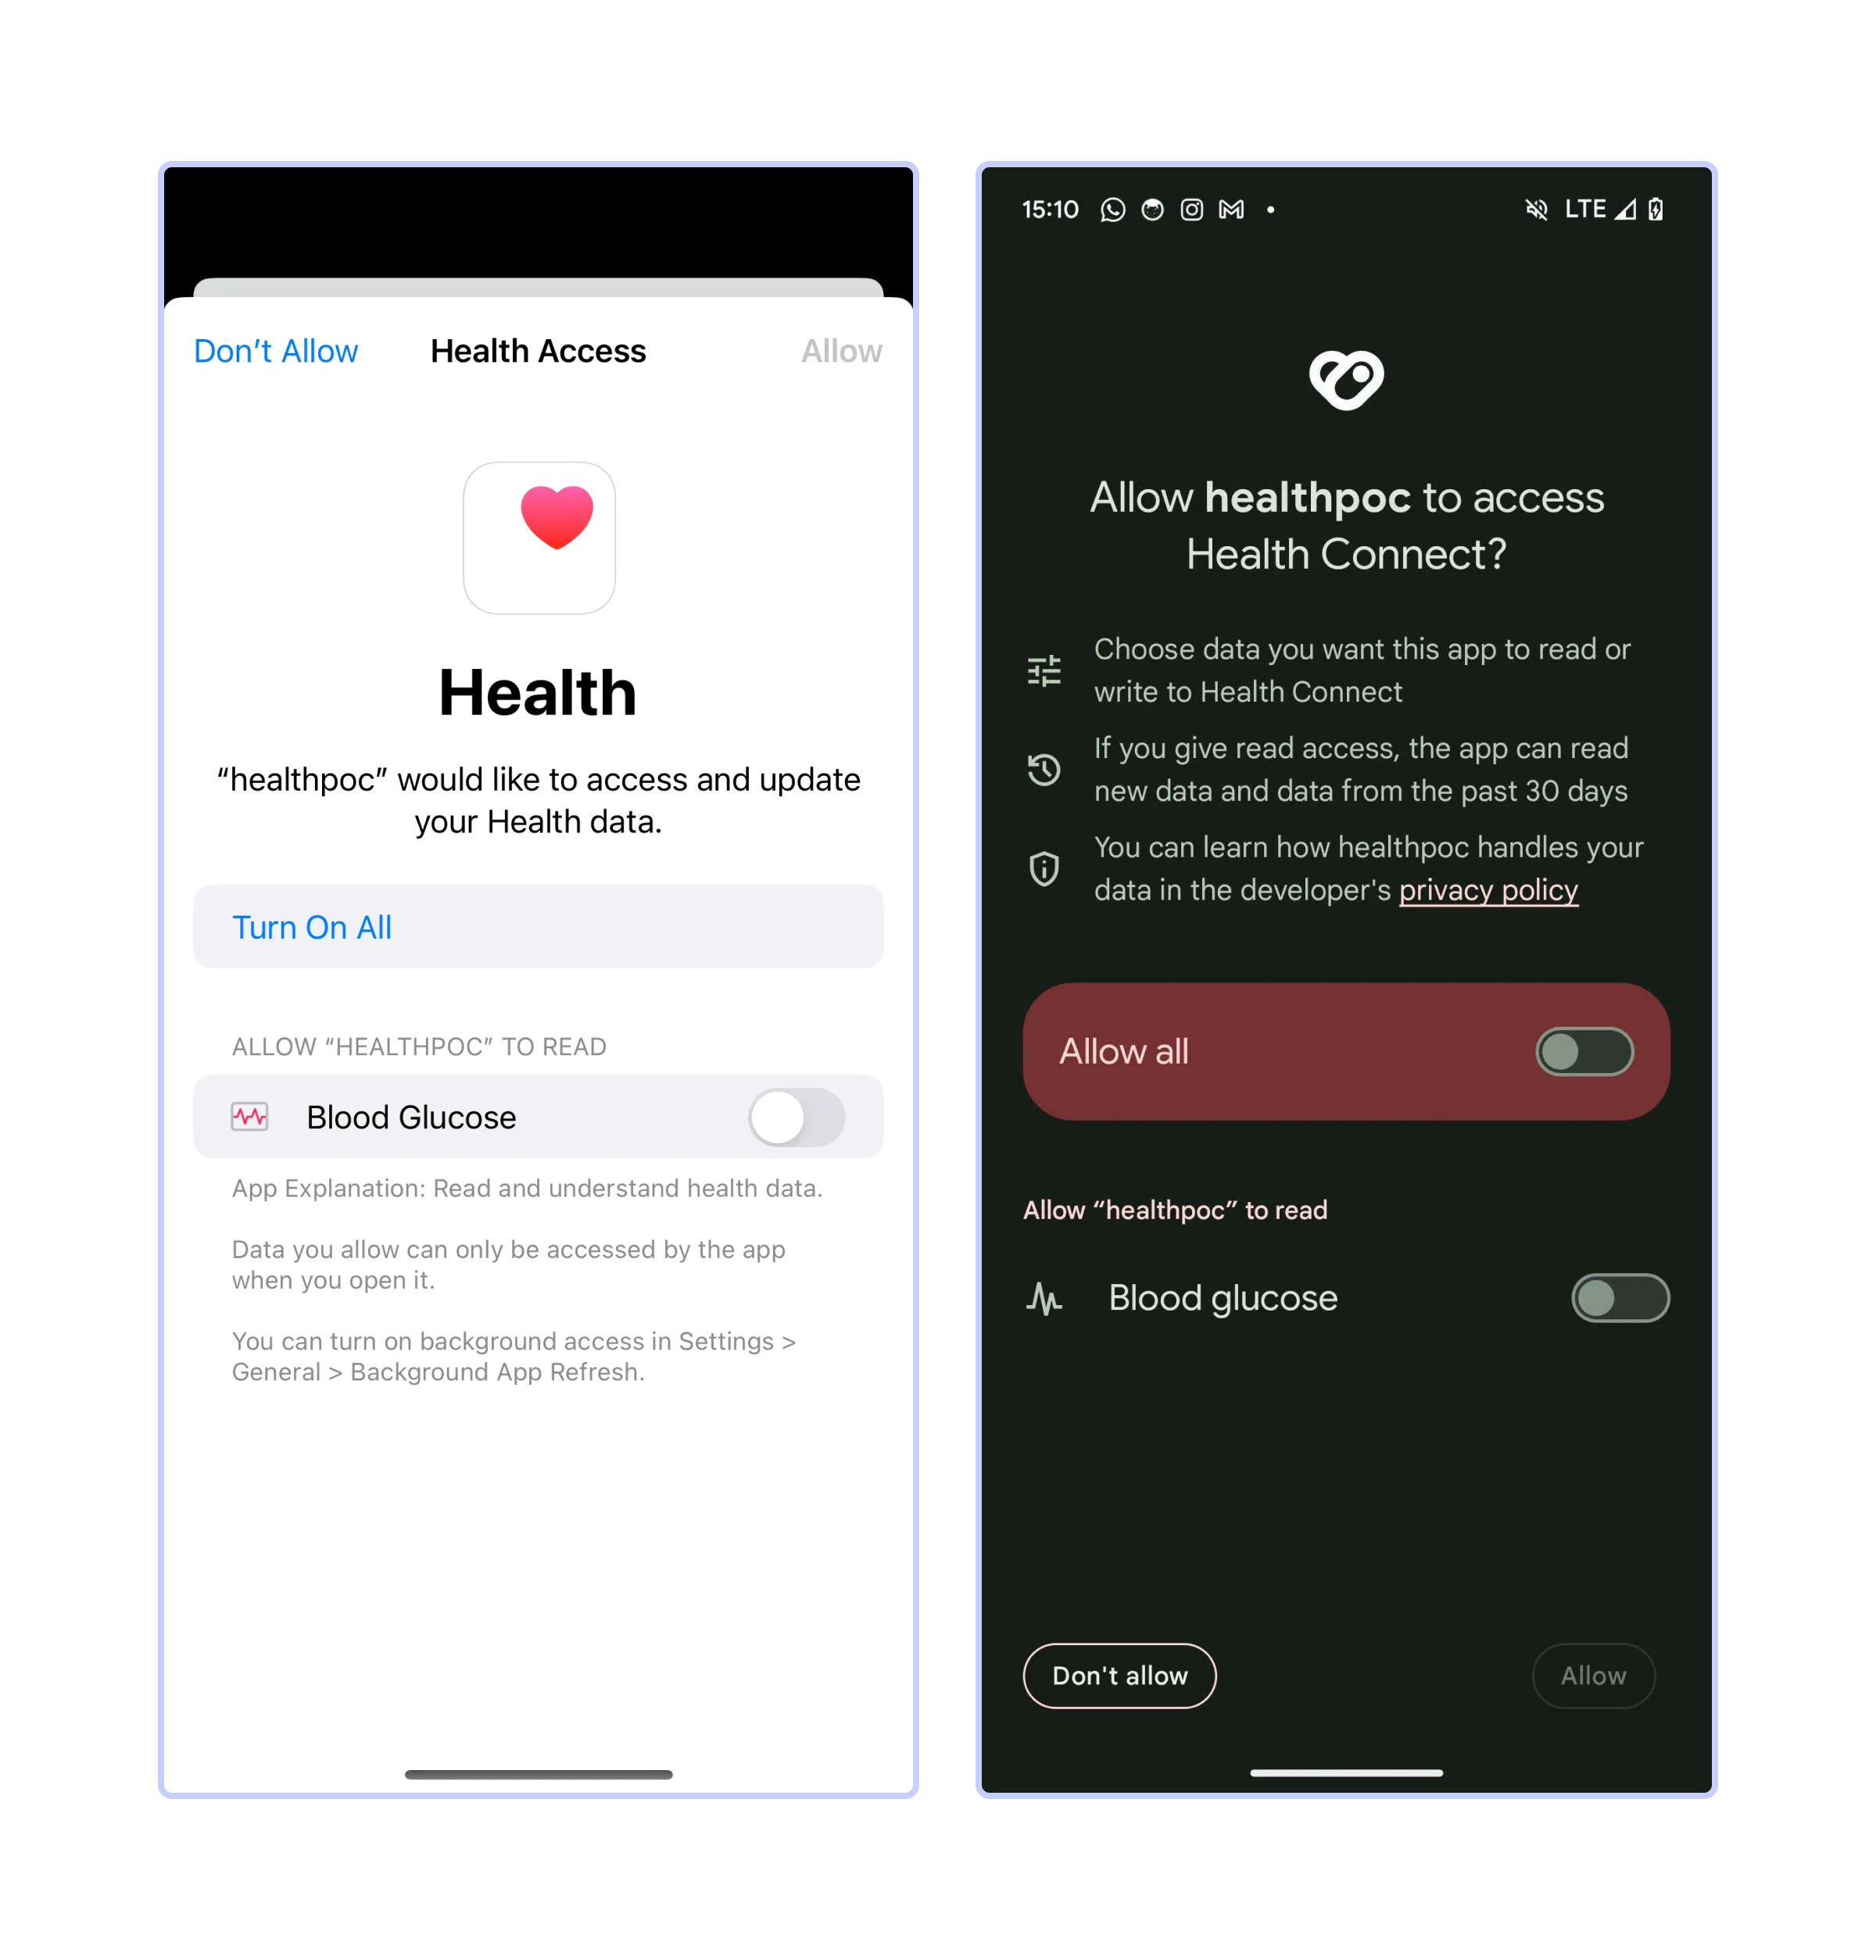 Don’t Allow
Health Access
Allow
Health
“healthpoc” would like to access and update
your Health data.
Turn On All
ALLOW “HEALTHPOC” TO READ
Blood Glucose
App Explanation: Read and understand health data.
Data you allow can only be accessed by the app
when you open it.
You can turn on background access in Settings >
General > Background App Refresh.
15:10
LTE
Allow healthpoc to access
Health Connect?
Choose data you want this app to read or
write to Health Connect
If you give read access, the app can read
new data and data from the past 30 days
You can learn how healthpoc handles your
data in the developer's privacy policy
Allow all
Allow “healthpoc” to read
Blood glucose
Don't allow
Allow